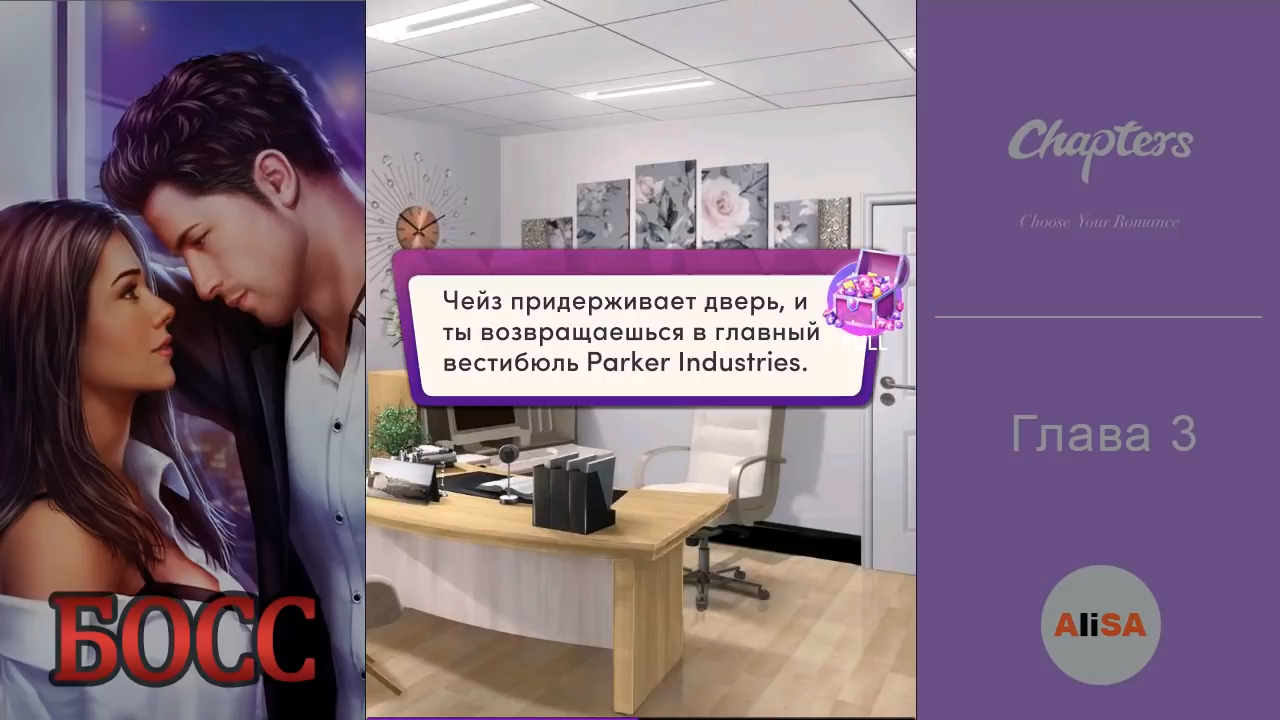 БОСС
Чейз придерживает дверь, и
ты возвращаешься в главный
вестибюль Parker Industries.
Chapters
Choose Your Romance
Глава 3
AliSA